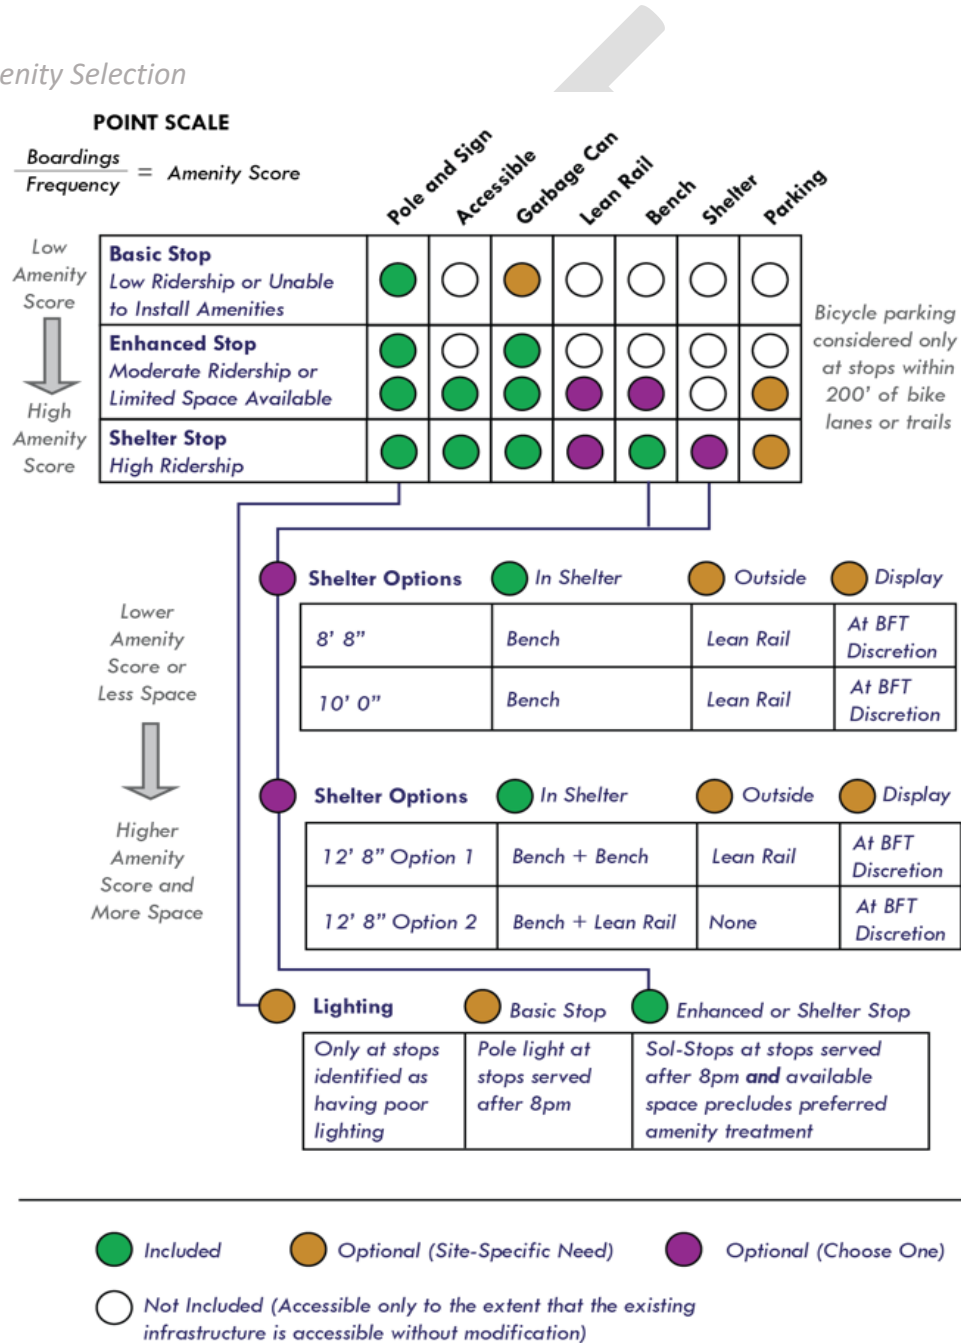 enity Selection
POINT SCALE
Boardings
Frequency
= Amenity Score
Pole and Sign
Accessible
Garbage Can
Lean Rail
Bench
Shelter
Parking
Low
Amenity
Score
High
Amenity
Score
Basic Stop
Low Ridership or Unable
to Install Amenities
Enhanced Stop
Moderate Ridership or
Limited Space Available
Shelter Stop
High Ridership
Bicycle parking
considered only
at stops within
200' of bike
lanes or trails
Lower
Amenity
Score or
Less Space
Higher
Amenity
Score and
More Space
Shelter Options In Shelter Outside Display
8' 8” Bench Lean Rail At BFT
Discretion
10' 0” Bench Lean Rail At BFT
Discretion
Shelter Options In Shelter Outside Display
12' 8” Option 1 Bench + Bench Lean Rail At BFT
Discretion
12' 8” Option 2 Bench + Lean Rail None At BFT
Discretion
Lighting Basic Stop Enhanced or Shelter Stop
Only at stops
identified as
having poor
lighting
Pole light at
stops served
after 8pm
Sol-Stops at stops served
after 8pm and available
space precludes preferred
amenity treatment
Included Optional (Site-Specific Need) Optional (Choose One)
Not Included (Accessible only to the extent that the existing
infrastructure is accessible without modification)